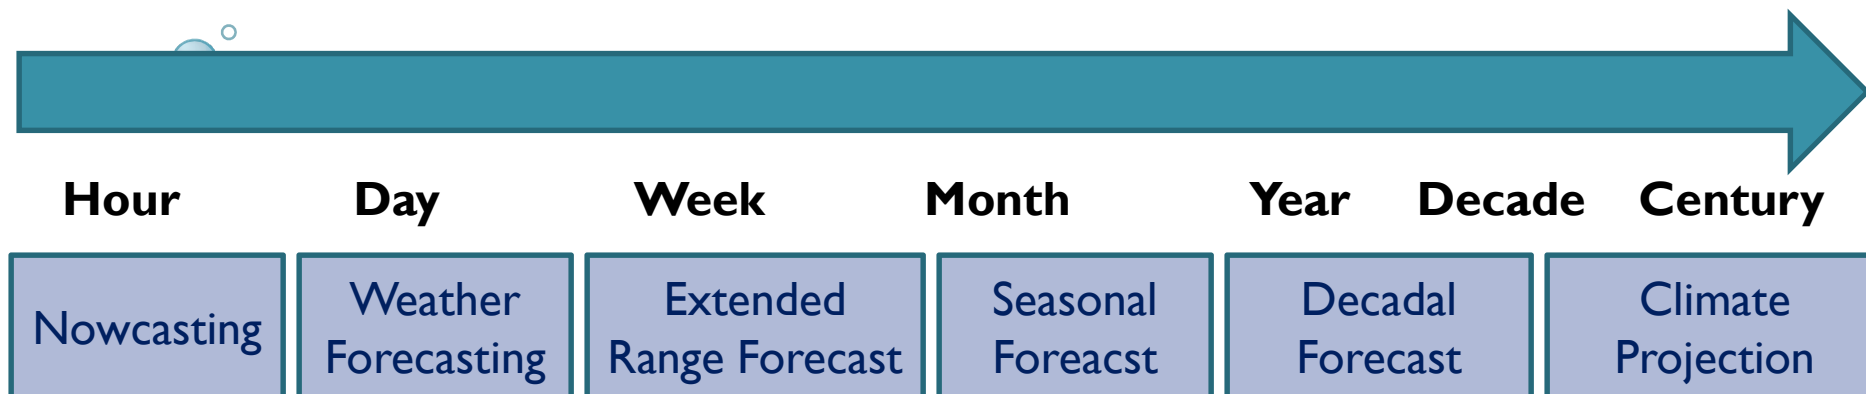 Hour Day Week Month Year Decade Century
Nowcasting
Weather
Forecasting
Extended
Range Forecast
Seasonal
Foreacst
Decadal
Forecast
Climate
Projection